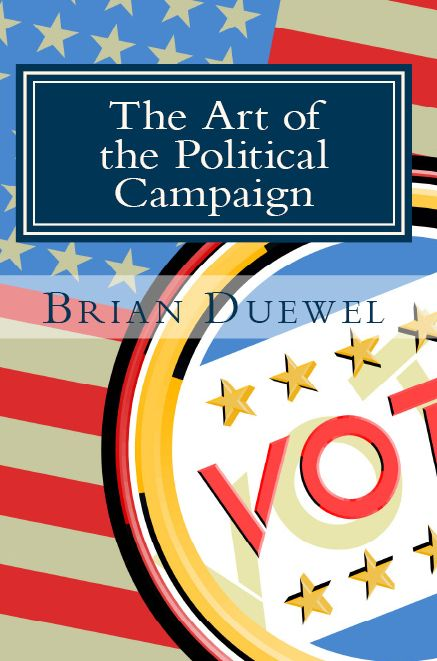 The Art of
the Political
Campaign
BRIAN DUEWEL
VOT